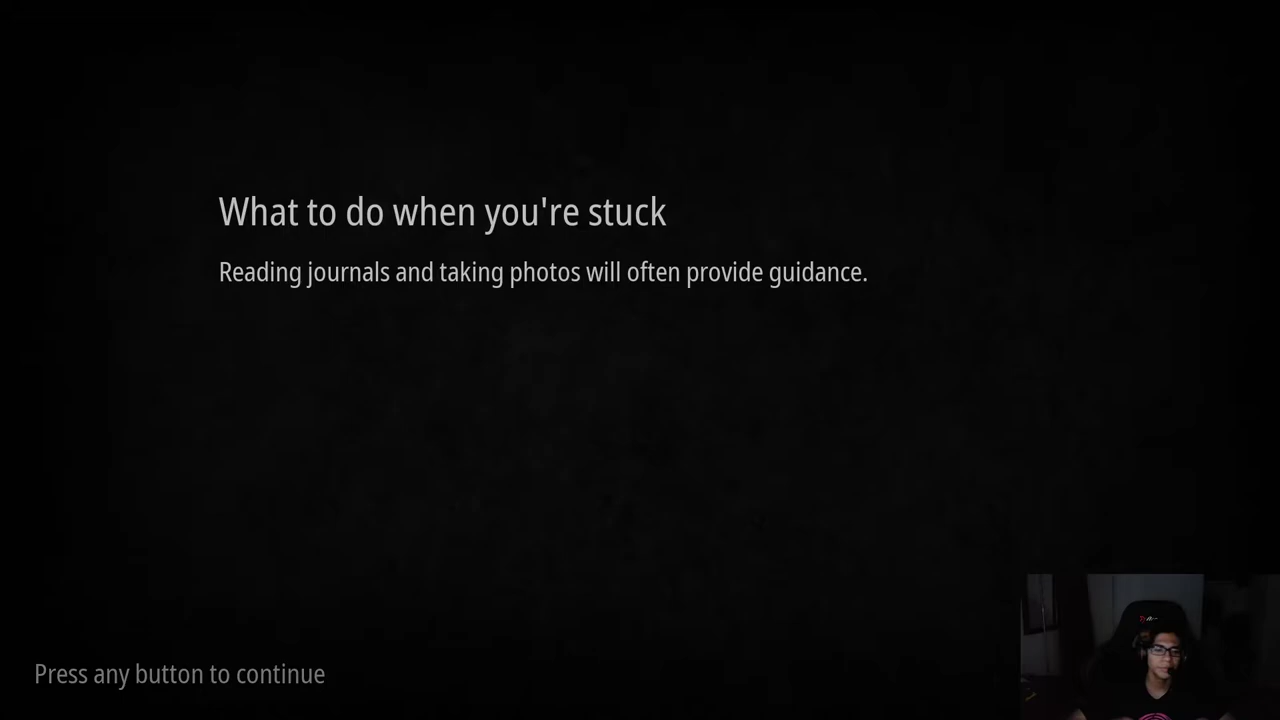 What to do when you're stuck
Reading journals and taking photos will often provide guidance.
Press any button to continue